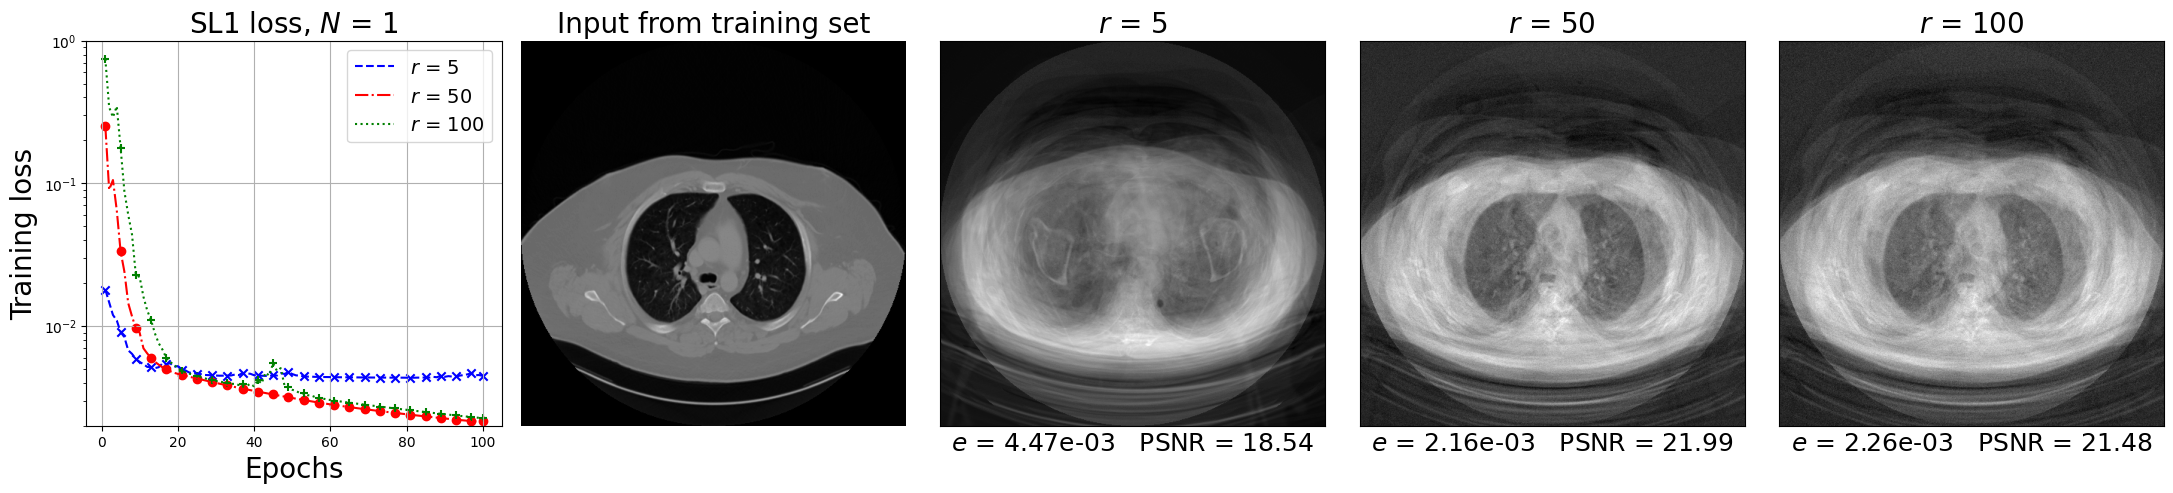 SL1 loss, N = 1
Input from training set
r = 5
r = 50
r = 100
Training loss
10⁰
10⁻¹
10⁻²
r = 5
r = 50
r = 100
0 20 40 60 80 100
Epochs
e = 4.47e-03 PSNR = 18.54
e = 2.16e-03 PSNR = 21.99
e = 2.26e-03 PSNR = 21.48